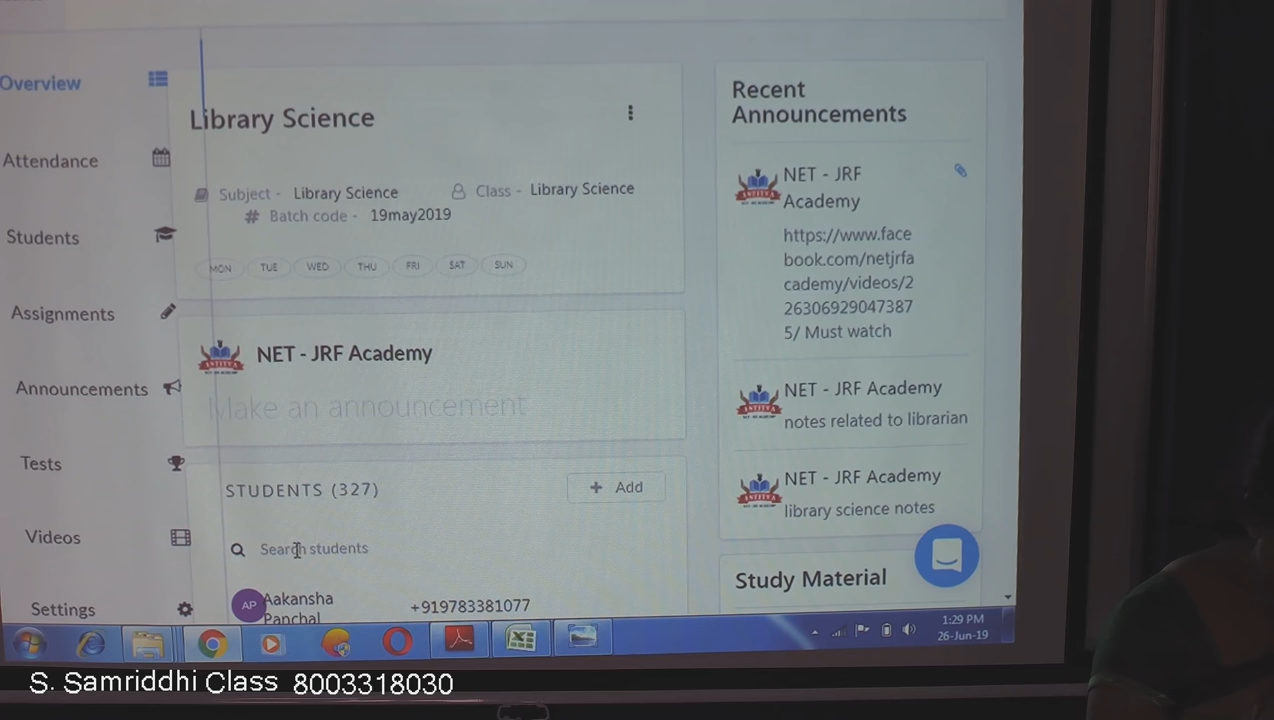 Overview
Attendance
Students
Assignments
Announcements
Tests
Videos
Settings
Library Science
Subject - Library Science
Class - Library Science
# Batch code - 19may2019
MON TUE WED THU FRI SAT SUN
NET - JRF Academy
Make an announcement
STUDENTS (327)
+ Add
Search students
AP
Aakansha
Panchal
+919783381077
Recent
Announcements
NET - JRF
Academy
https://www.face
book.com/netjrfa
cademy/videos/2
26306929047387
5/ Must watch
NET - JRF Academy
notes related to librarian
NET - JRF Academy
library science notes
Study Material
1:29 PM
26-Jun-19
S. Samriddhi Class 8003318030